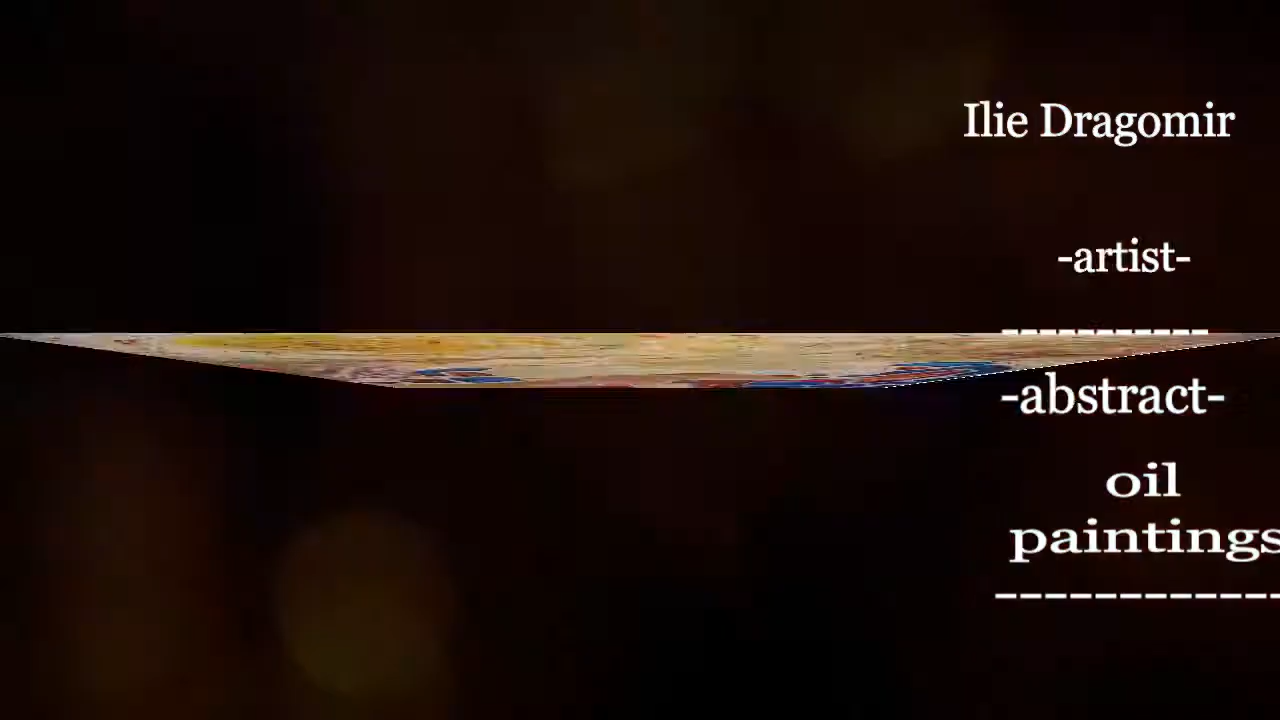 Ilie Dragomir
-artist-
-----------
-abstract-
oil
paintings
------------